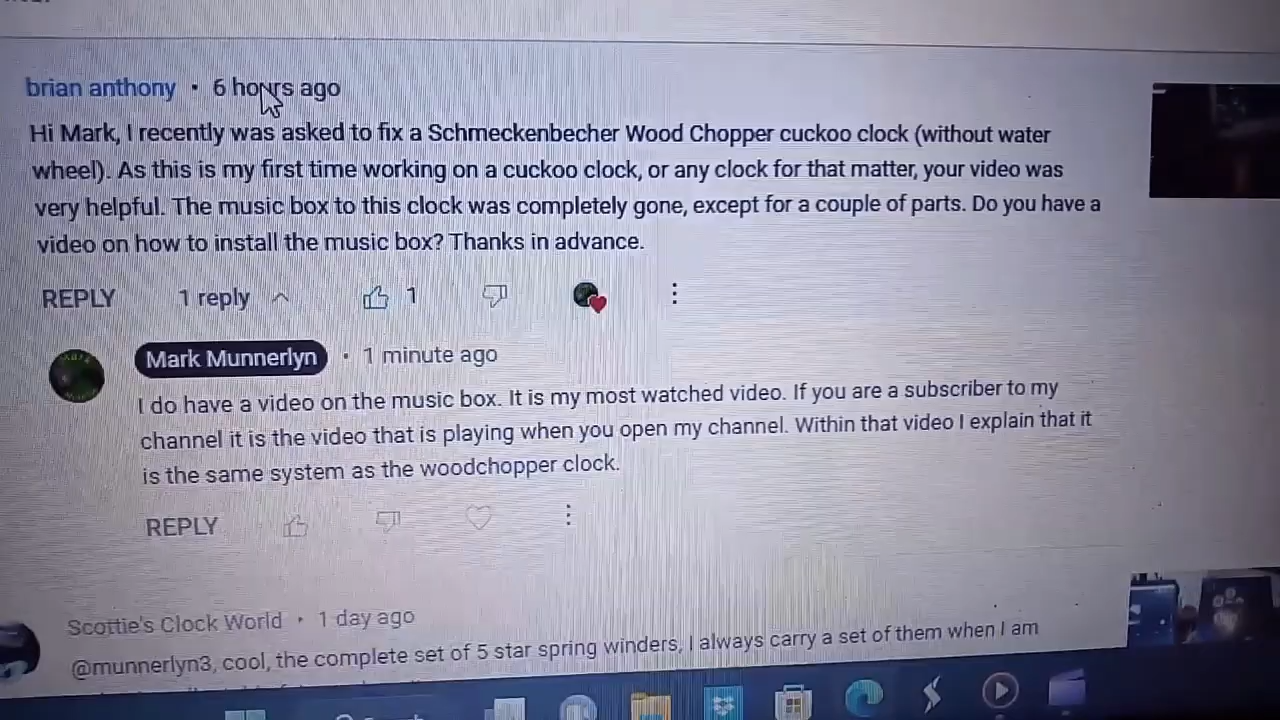 brian anthony • 6 hours ago
Hi Mark, I recently was asked to fix a Schmeckenbecher Wood Chopper cuckoo clock (without water
wheel). As this is my first time working on a cuckoo clock, or any clock for that matter, your video was
very helpful. The music box to this clock was completely gone, except for a couple of parts. Do you have a
video on how to install the music box? Thanks in advance.
REPLY 1 reply 1
Mark Munnerlyn • 1 minute ago
I do have a video on the music box. It is my most watched video. If you are a subscriber to my
channel it is the video that is playing when you open my channel. Within that video I explain that it
is the same system as the woodchopper clock.
REPLY
Scottie's Clock World • 1 day ago
@munnerlyn3, cool, the complete set of 5 star spring winders, I always carry a set of them when I am